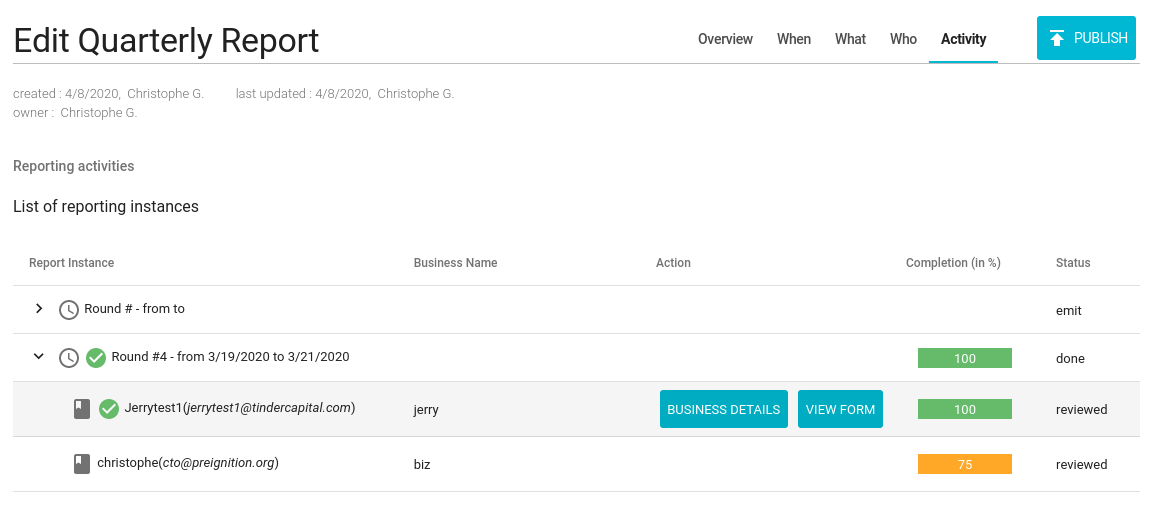 Edit Quarterly Report
Overview When What Who Activity PUBLISH
created : 4/8/2020, Christophe G. last updated : 4/8/2020, Christophe G.
owner : Christophe G.
Reporting activities
List of reporting instances
Report Instance Business Name Action Completion (in %) Status
Round # - from to emit
Round #4 - from 3/19/2020 to 3/21/2020 100 done
Jerrytest1(jerrytest1@tindercapital.com) jerry BUSINESS DETAILS VIEW FORM 100 reviewed
christophe(cto@preignition.org) biz 75 reviewed